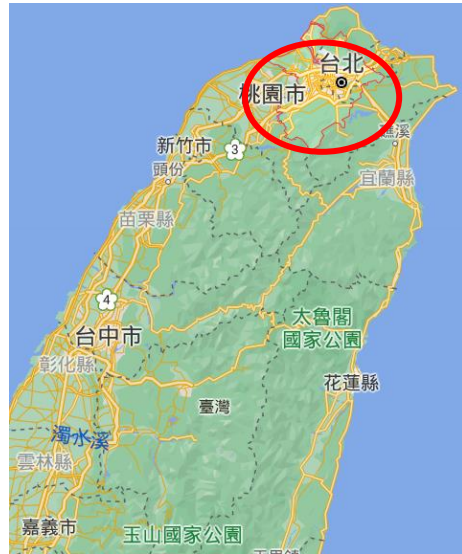 台北
桃園市
礁溪
新竹市
3
頭份
宜蘭縣
苗栗縣
4
太魯閣
國家公園
台中市
彰化縣
花蓮縣
臺灣
濁水溪
雲林縣
嘉義市
玉山國家公園